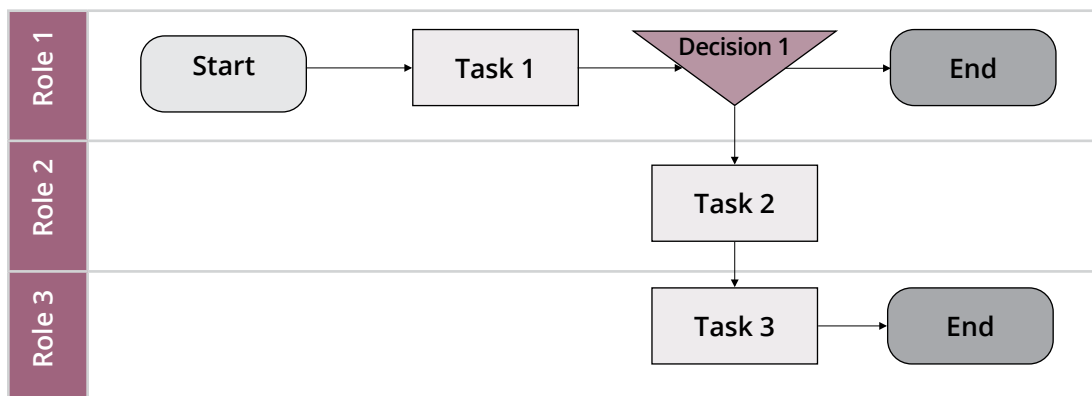 Role 1
Start
Task 1
Decision 1
End
Role 2
Task 2
Role 3
Task 3
End